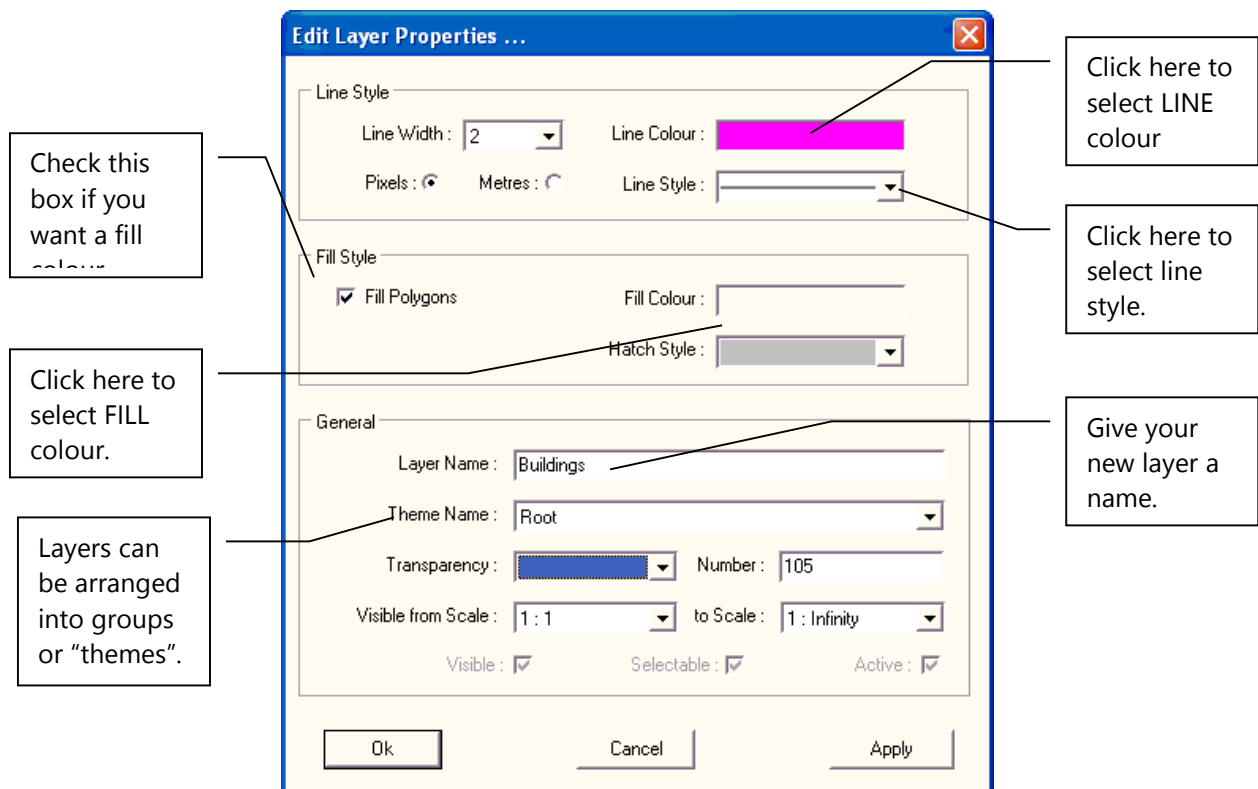 Edit Layer Properties ...
Line Style
Line Width : 2
Line Colour :
Pixels :
Metres :
Line Style :
Fill Style
Fill Polygons
Fill Colour :
Hatch Style :
General
Layer Name : Buildings
Theme Name : Root
Transparency :
Number : 105
Visible from Scale : 1 : 1
to Scale : 1 : Infinity
Visible :
Selectable :
Active :
Ok
Cancel
Apply
Check this
box if you
want a fill
colour
Click here to
select FILL
colour.
Layers can
be arranged
into groups
or “themes”.
Click here to
select LINE
colour
Click here to
select line
style.
Give your
new layer a
name.